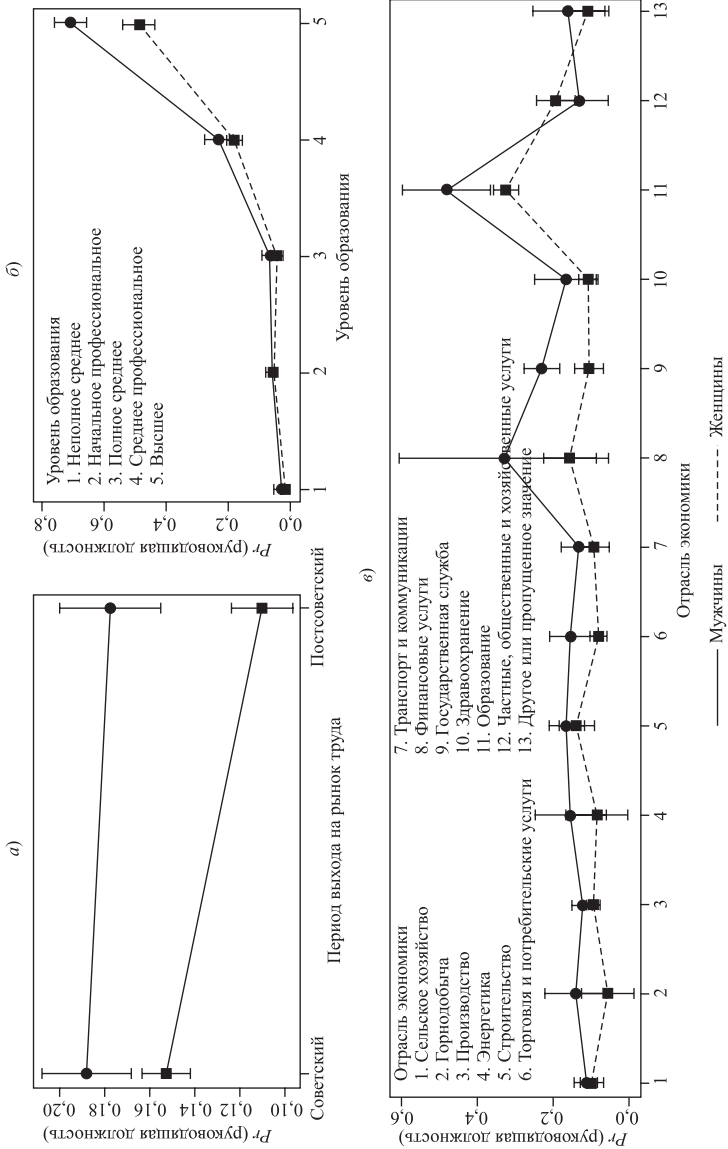 а)
Pr (руководящая должность)
0,20
0,18
0,16
0,14
0,12
0,10
Советский
Постсоветский
Период выхода на рынок труда
б)
Pr (руководящая должность)
0,8
0,6
0,4
0,2
0,0
Уровень образования
1. Неполное среднее
2. Начальное профессиональное
3. Полное среднее
4. Среднее профессиональное
5. Высшее
1 2 3 4 5
Уровень образования
в)
Pr (руководящая должность)
0,6
0,4
0,2
0,0
Отрасль экономики
1. Сельское хозяйство
2. Горнодобыча
3. Производство
4. Энергетика
5. Строительство
6. Торговля и потребительские услуги
7. Транспорт и коммуникации
8. Финансовые услуги
9. Государственная служба
10. Здравоохранение
11. Образование
12. Частные, общественные и хозяйственные услуги
13. Другое или пропущенное значение
1 2 3 4 5 6 7 8 9 10 11 12 13
Отрасль экономики
Мужчины Женщины